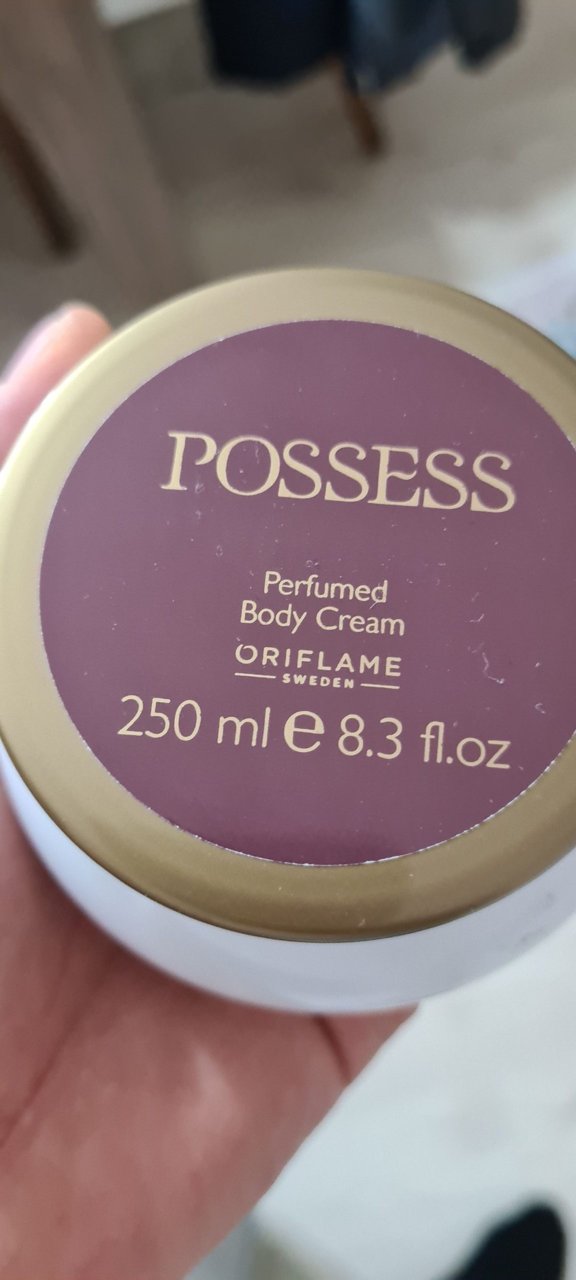 POSSESS
Perfumed
Body Cream
ORIFLAME
SWEDEN
250 ml e 8.3 fl.oz